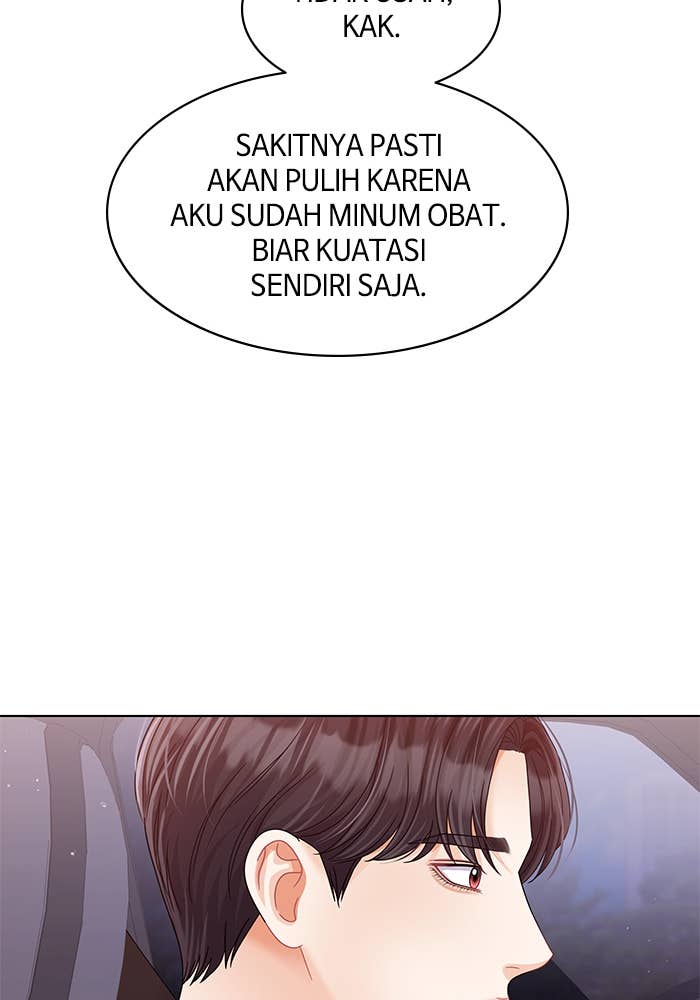 KAK.
SAKITNYA PASTI
AKAN PULIH KARENA
AKU SUDAH MINUM OBAT.
BIAR KUATASI
SENDIRI SAJA.